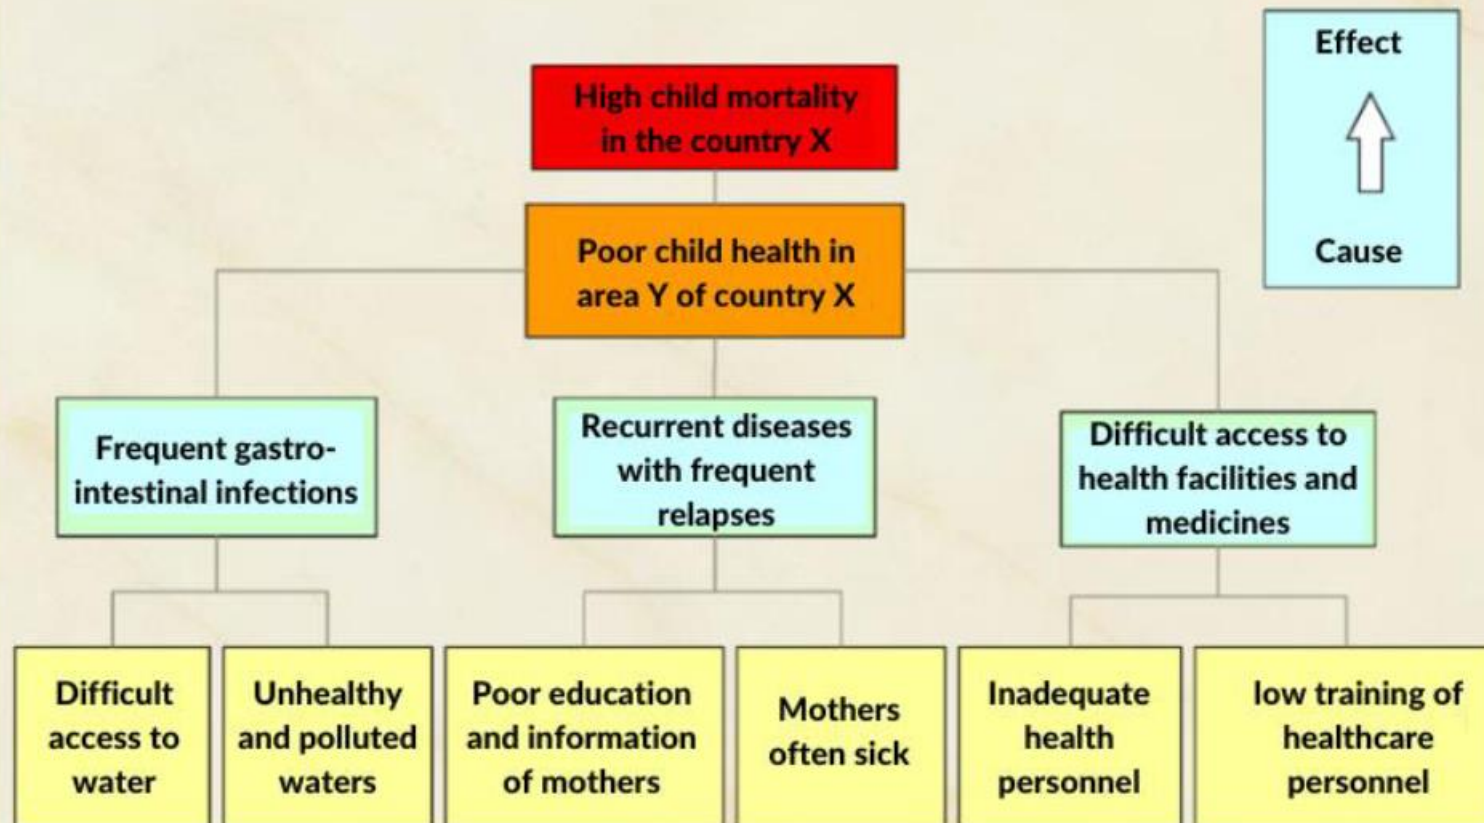 Effect
Cause
High child mortality
in the country X
Poor child health in
area Y of country X
Frequent gastro-
intestinal infections
Recurrent diseases
with frequent
relapses
Difficult access to
health facilities and
medicines
Difficult
access to
water
Unhealthy
and polluted
waters
Poor education
and information
of mothers
Mothers
often sick
Inadequate
health
personnel
low training of
healthcare
personnel